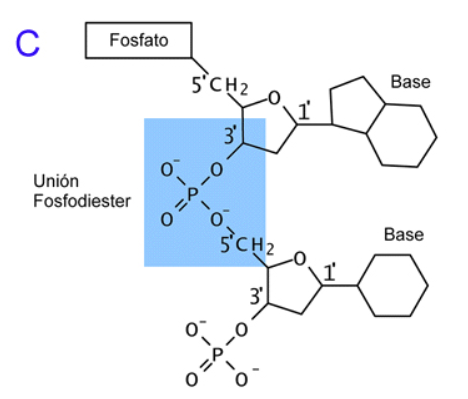 C
Fosfato
5'CH2
O
Base
1'
3'
Unión
Fosfodiester
O⁻
O
P
O
O⁻
5'CH2
Base
O
1'
3'
O⁻
O
P
O
O⁻